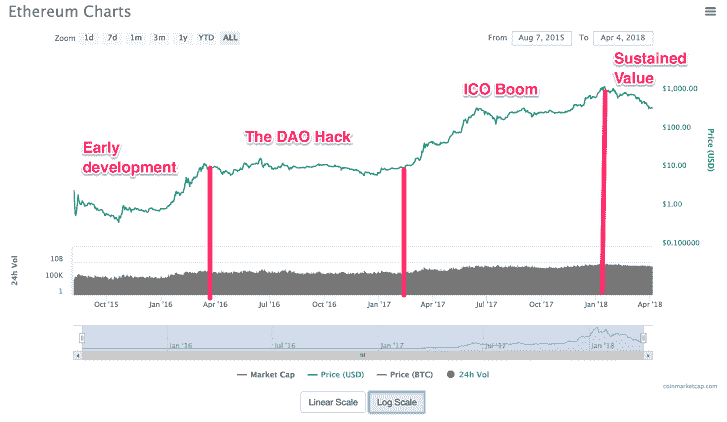 Ethereum Charts
Zoom 1d 7d 1m 3m 1y YTD ALL
From Aug 7, 2015 To Apr 4, 2018
Sustained
Value
ICO Boom
$1,000.00
The DAO Hack
$100.00
Early
development
$10.00
$1.00
$0.100000
Price (USD)
24h Vol
10B
100K
1
Oct '15 Jan '16 Apr '16 Jul '16 Oct '16 Jan '17 Apr '17 Jul '17 Oct '17 Jan '18 Apr '18
Jan '16 Jul '16 Jan '17 Jul '17 Jan '18
Market Cap Price (USD) Price (BTC) 24h Vol
coinmarketcap.com
Linear Scale Log Scale